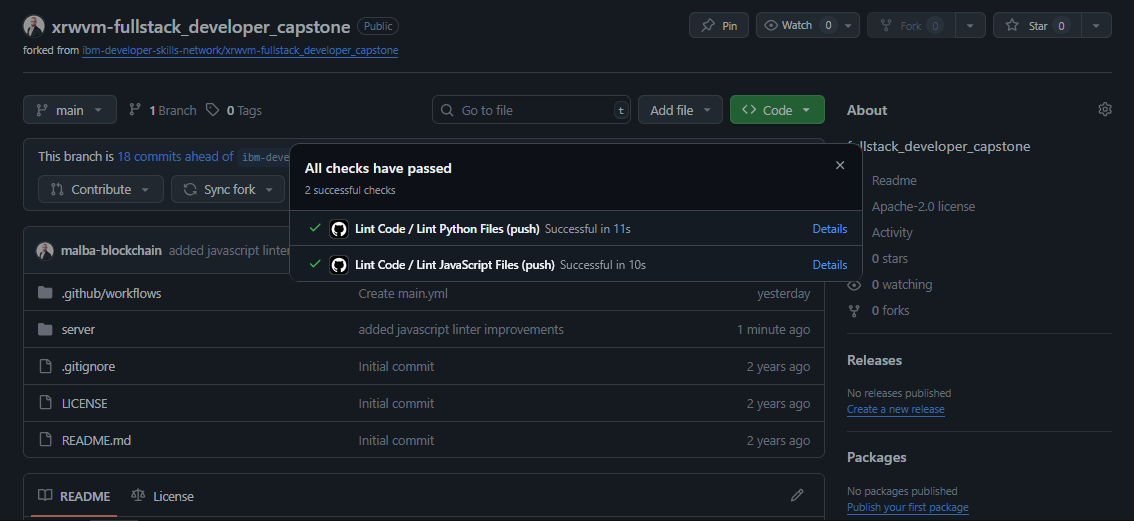 xrwvm-fullstack_developer_capstone Public Pin Watch 0 Fork 0 Star 0
forked from ibm-developer-skills-network/xrwvm-fullstack_developer_capstone
main 1 Branch 0 Tags Go to file t Add file Code
This branch is 18 commits ahead of ibm-deve
Contribute Sync fork
All checks have passed
2 successful checks
Lint Code / Lint Python Files (push) Successful in 11s Details
Lint Code / Lint JavaScript Files (push) Successful in 10s Details
malba-blockchain added javascript linter
.github/workflows Create main.yml yesterday
server added javascript linter improvements 1 minute ago
.gitignore Initial commit 2 years ago
LICENSE Initial commit 2 years ago
README.md Initial commit 2 years ago
README License
About
fullstack_developer_capstone
Readme
Apache-2.0 license
Activity
0 stars
0 watching
0 forks
Releases
No releases published
Create a new release
Packages
No packages published
Publish your first package